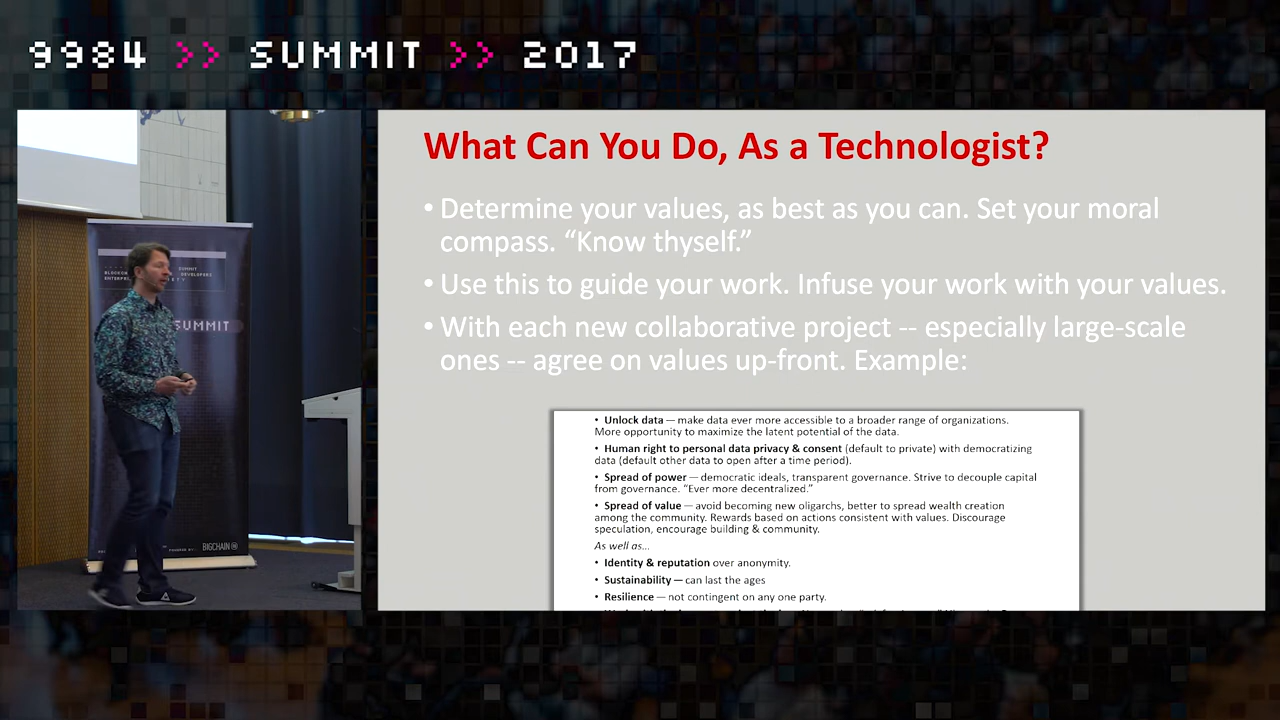 9984 >> SUMMIT >> 2017
What Can You Do, As a Technologist?
• Determine your values, as best as you can. Set your moral
compass. “Know thyself.”
• Use this to guide your work. Infuse your work with your values.
• With each new collaborative project -- especially large-scale
ones -- agree on values up-front. Example:
• Unlock data — make data ever more accessible to a broader range of organizations.
More opportunity to maximize the latent potential of the data.
• Human right to personal data privacy & consent (default to private) with democratizing
data (default other data to open after a time period).
• Spread of power — democratic ideals, transparent governance. Strive to decouple capital
from governance. “Ever more decentralized.”
• Spread of value — avoid becoming new oligarchs, better to spread wealth creation
among the community. Rewards based on actions consistent with values. Discourage
speculation, encourage building & community.
As well as...
• Identity & reputation over anonymity.
• Sustainability — can last the ages
• Resilience — not contingent on any one party.
SUMMIT
DEVELOPERS
SUMMIT
BIGCHAIN